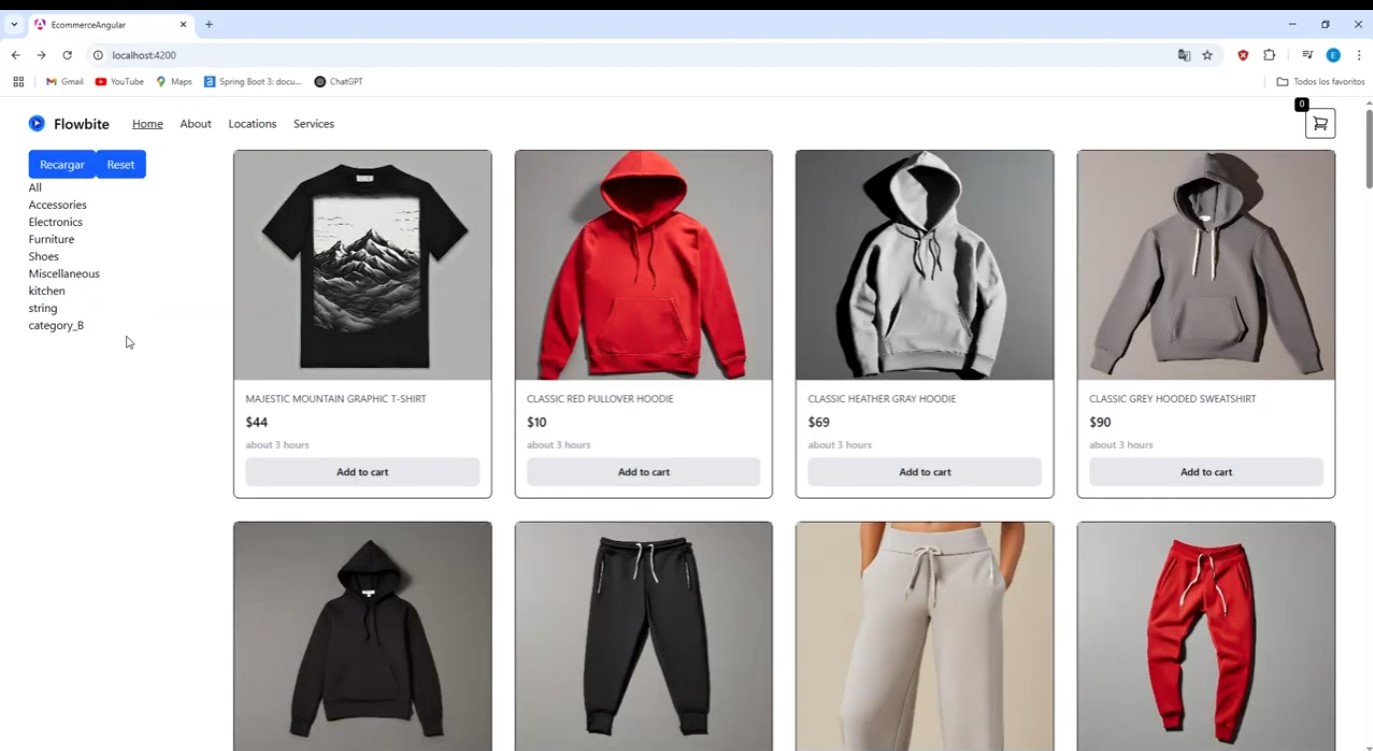 EcommerceAngular
localhost:4200
Gmail YouTube Maps Spring Boot 3: docu... ChatGPT Todos los favoritos
0
Flowbite Home About Locations Services
Recargar Reset
All
Accessories
Electronics
Furniture
Shoes
Miscellaneous
kitchen
string
category_B
MAJESTIC MOUNTAIN GRAPHIC T-SHIRT
$44
about 3 hours
Add to cart
CLASSIC RED PULLOVER HOODIE
$10
about 3 hours
Add to cart
CLASSIC HEATHER GRAY HOODIE
$69
about 3 hours
Add to cart
CLASSIC GREY HOODED SWEATSHIRT
$90
about 3 hours
Add to cart
E